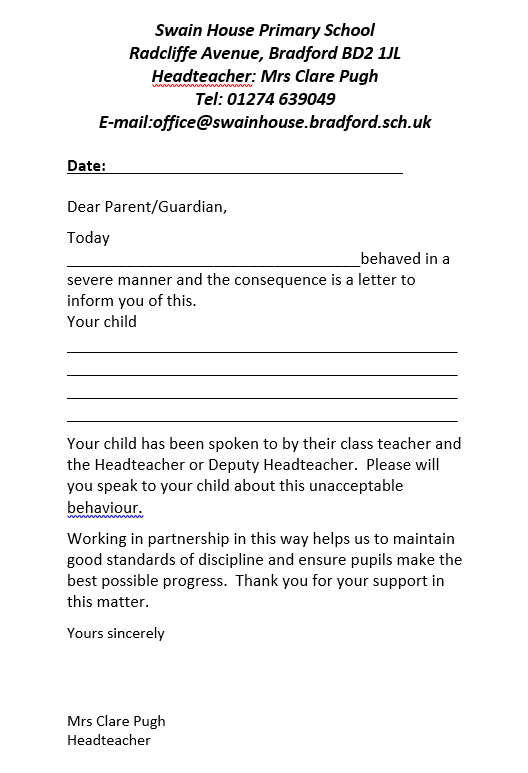 Swain House Primary School
Radcliffe Avenue, Bradford BD2 1JL
Headteacher: Mrs Clare Pugh
Tel: 01274 639049
E-mail:office@swainhouse.bradford.sch.uk
Date:
Dear Parent/Guardian,
Today
___________________________________behaved in a
severe manner and the consequence is a letter to
inform you of this.
Your child
Your child has been spoken to by their class teacher and
the Headteacher or Deputy Headteacher.  Please will
you speak to your child about this unacceptable
behaviour.
Working in partnership in this way helps us to maintain
good standards of discipline and ensure pupils make the
best possible progress.  Thank you for your support in
this matter.
Yours sincerely
Mrs Clare Pugh
Headteacher